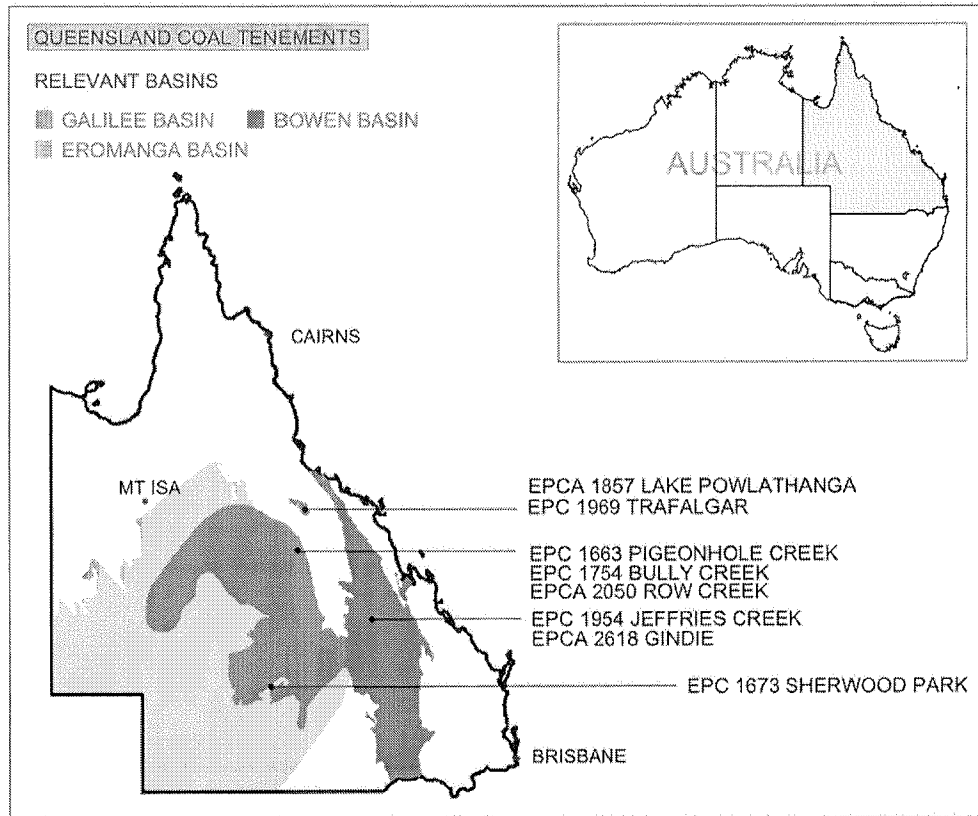 QUEENSLAND COAL TENEMENTS
RELEVANT BASINS
GALILEE BASIN
BOWEN BASIN
EROMANGA BASIN
AUSTRALIA
CAIRNS
MT ISA
EPCA 1857 LAKE POWLATHANGA
EPC 1969 TRAFALGAR
EPC 1663 PIGEONHOLE CREEK
EPC 1754 BULLY CREEK
EPCA 2050 ROW CREEK
EPC 1954 JEFFRIES CREEK
EPCA 2618 GINDIE
EPC 1673 SHERWOOD PARK
BRISBANE